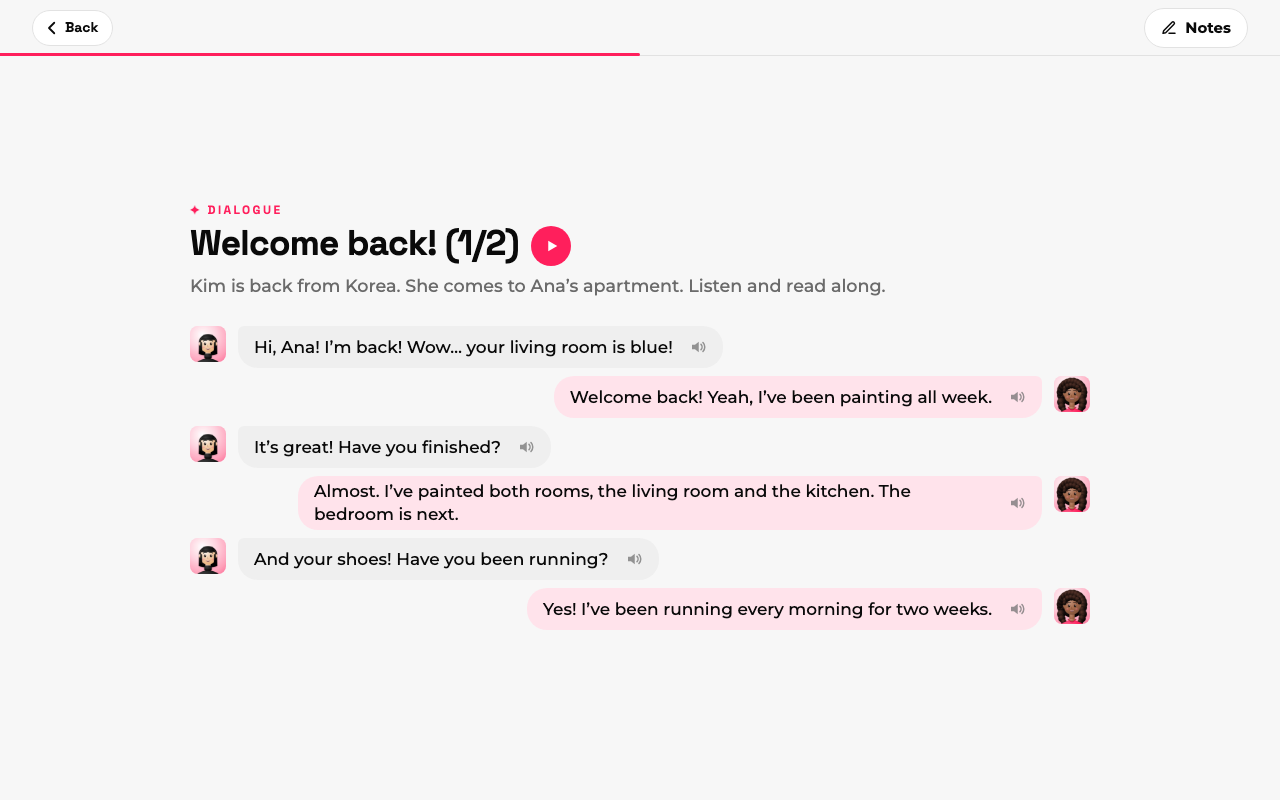 Back
Notes
DIALOGUE
Welcome back! (1/2)
Kim is back from Korea. She comes to Ana’s apartment. Listen and read along.
Hi, Ana! I’m back! Wow... your living room is blue!
Welcome back! Yeah, I’ve been painting all week.
It’s great! Have you finished?
Almost. I’ve painted both rooms, the living room and the kitchen. The
bedroom is next.
And your shoes! Have you been running?
Yes! I’ve been running every morning for two weeks.